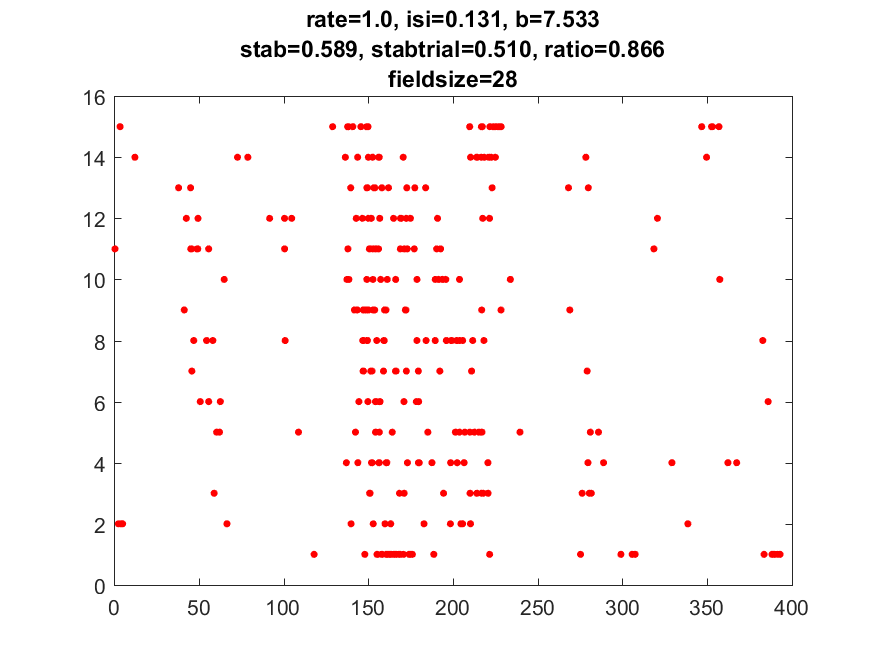 rate=1.0, isi=0.131, b=7.533
stab=0.589, stabtrial=0.510, ratio=0.866
fieldsize=28
16
14
12
10
8
6
4
2
0
0 50 100 150 200 250 300 350 400